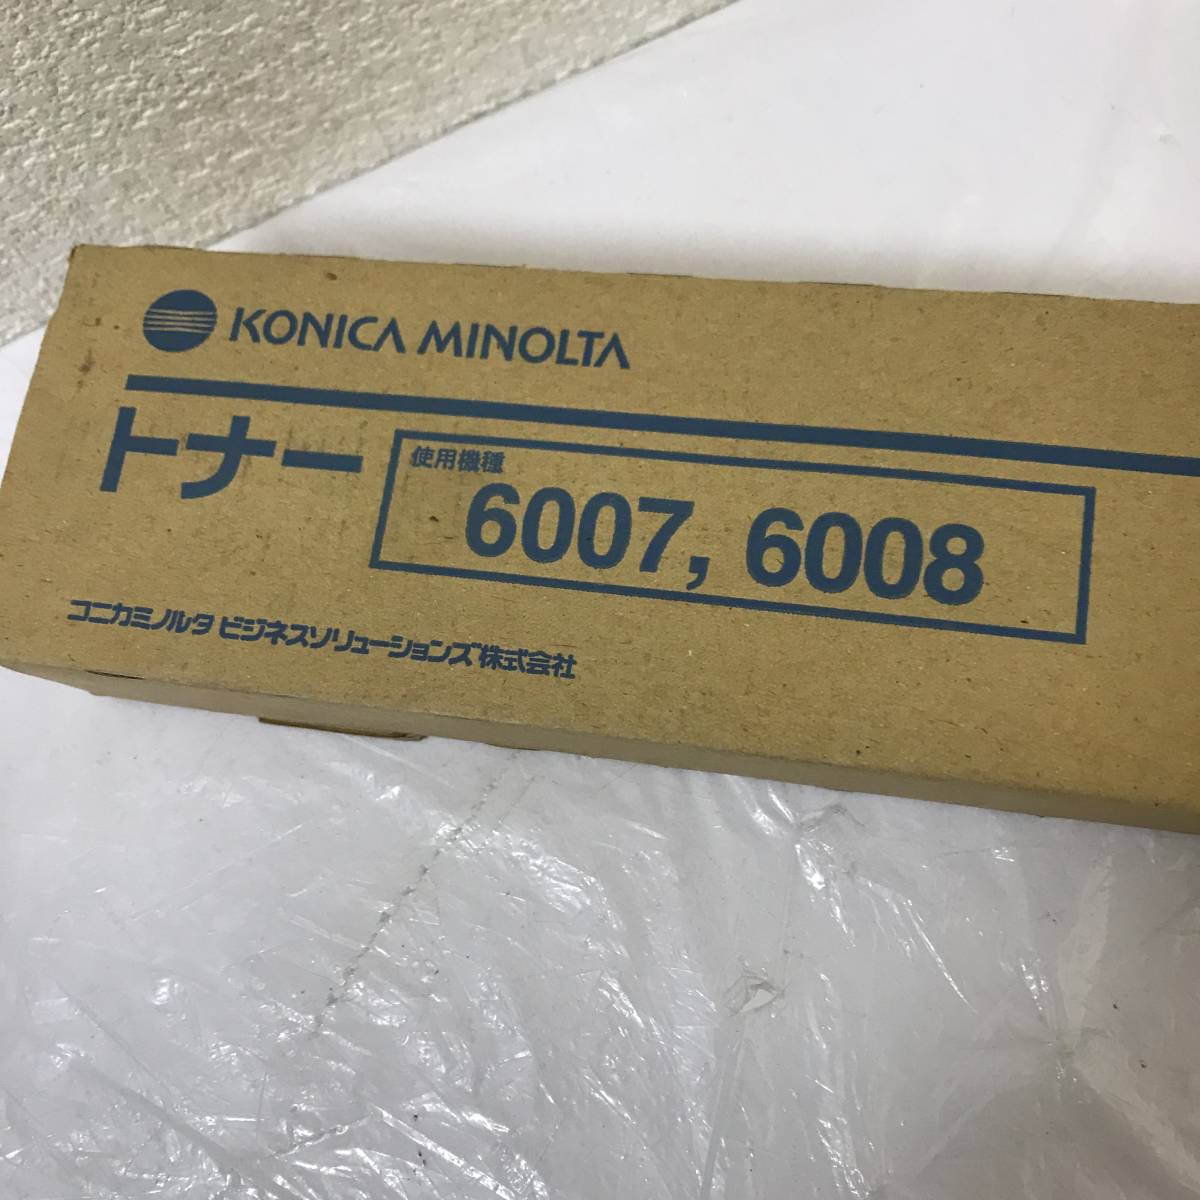 KONICA MINOLTA
トナー
使用機種
6007, 6008
コニカミノルタ ビジネスソリューションズ株式会社